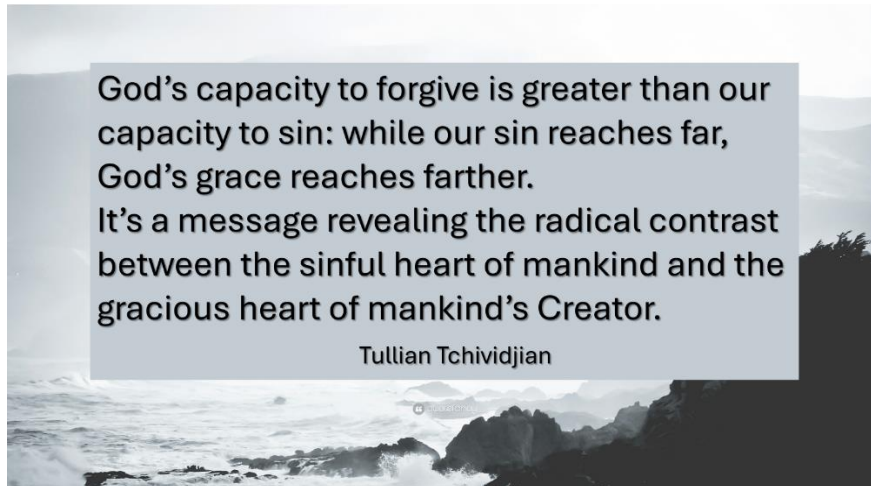 God’s capacity to forgive is greater than our
capacity to sin: while our sin reaches far,
God’s grace reaches farther.
It’s a message revealing the radical contrast
between the sinful heart of mankind and the
gracious heart of mankind’s Creator.
Tullian Tchividjian